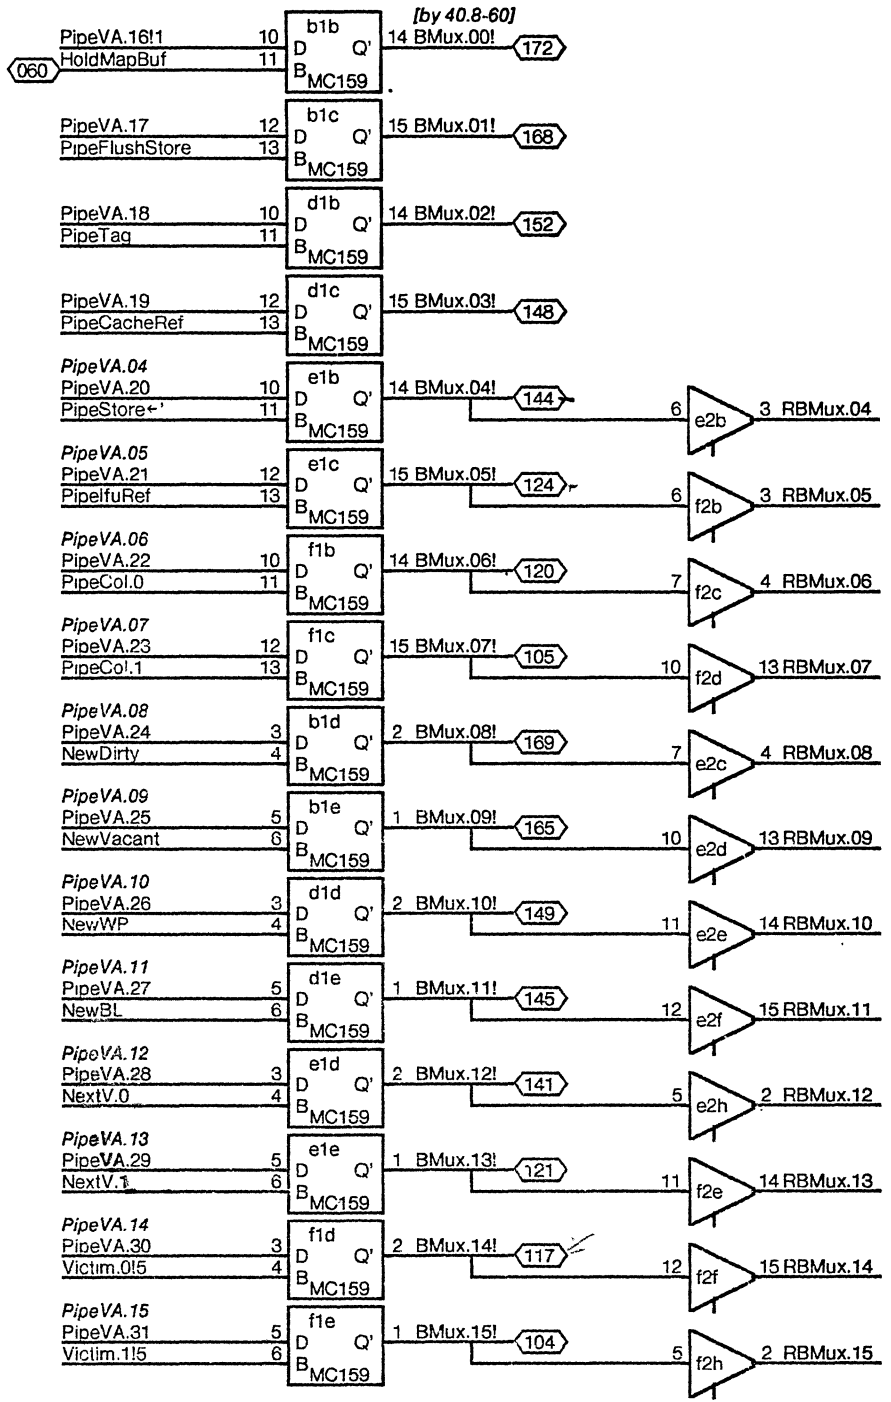 [by 40.8-60]
b1b
PipeVA.16!1 10 D Q' 14 BMux.00! 172
060 HoldMapBuf 11 B MC159
b1c
PipeVA.17 12 D Q' 15 BMux.01! 168
PipeFlushStore 13 B MC159
d1b
PipeVA.18 10 D Q' 14 BMux.02! 152
PipeTag 11 B MC159
d1c
PipeVA.19 12 D Q' 15 BMux.03! 148
PipeCacheRef 13 B MC159
PipeVA.04
e1b
PipeVA.20 10 D Q' 14 BMux.04! 144
PipeStore←' 11 B MC159 6 e2b 3 RBMux.04
PipeVA.05
e1c
PipeVA.21 12 D Q' 15 BMux.05! 124
PipeIfuRef 13 B MC159 6 f2b 3 RBMux.05
PipeVA.06
f1b
PipeVA.22 10 D Q' 14 BMux.06! 120
PipeCol.0 11 B MC159 7 f2c 4 RBMux.06
PipeVA.07
f1c
PipeVA.23 12 D Q' 15 BMux.07! 105
PipeCol.1 13 B MC159 10 f2d 13 RBMux.07
PipeVA.08
b1d
PipeVA.24 3 D Q' 2 BMux.08! 169
NewDirty 4 B MC159 7 e2c 4 RBMux.08
PipeVA.09
b1e
PipeVA.25 5 D Q' 1 BMux.09! 165
NewVacant 6 B MC159 10 e2d 13 RBMux.09
PipeVA.10
d1d
PipeVA.26 3 D Q' 2 BMux.10! 149
NewWP 4 B MC159 11 e2e 14 RBMux.10
PipeVA.11
d1e
PipeVA.27 5 D Q' 1 BMux.11! 145
NewBL 6 B MC159 12 e2f 15 RBMux.11
PipeVA.12
e1d
PipeVA.28 3 D Q' 2 BMux.12! 141
NextV.0 4 B MC159 5 e2h 2 RBMux.12
PipeVA.13
e1e
PipeVA.29 5 D Q' 1 BMux.13! 121
NextV.1 6 B MC159 11 f2e 14 RBMux.13
PipeVA.14
f1d
PipeVA.30 3 D Q' 2 BMux.14! 117
Victim.0!5 4 B MC159 12 f2f 15 RBMux.14
PipeVA.15
f1e
PipeVA.31 5 D Q' 1 BMux.15! 104
Victim.1!5 6 B MC159 5 f2h 2 RBMux.15